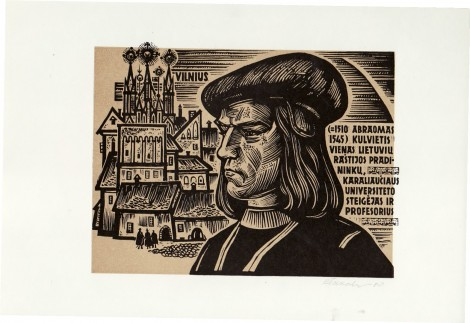 VILNIUS
(≈1510 ABRAOMAS
1545) KULVIETIS
VIENAS LIETUVIŲ
RAŠTIJOS PRADI-
NINKŲ,
KARALIAUČIAUS
UNIVERSITETO
STEIGĖJAS IR
PROFESORIUS